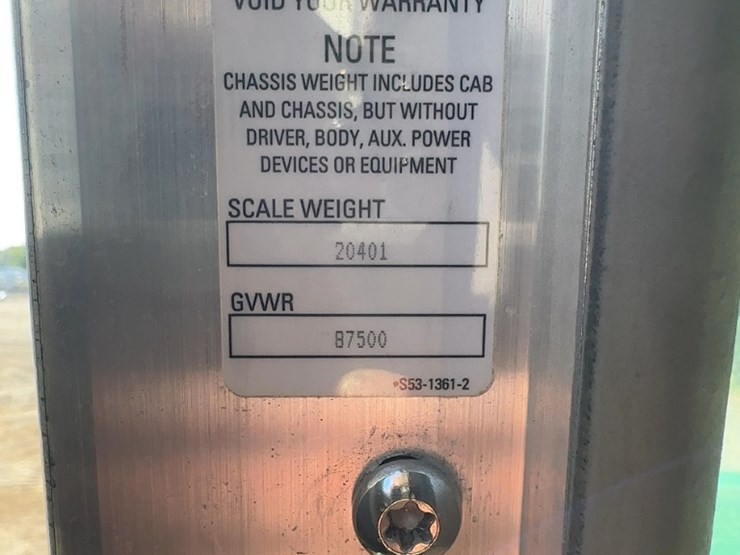 VOID YOUR WARRANTY
NOTE
CHASSIS WEIGHT INCLUDES CAB
AND CHASSIS, BUT WITHOUT
DRIVER, BODY, AUX. POWER
DEVICES OR EQUIPMENT
SCALE WEIGHT
20401
GVWR
87500
*S53-1361-2